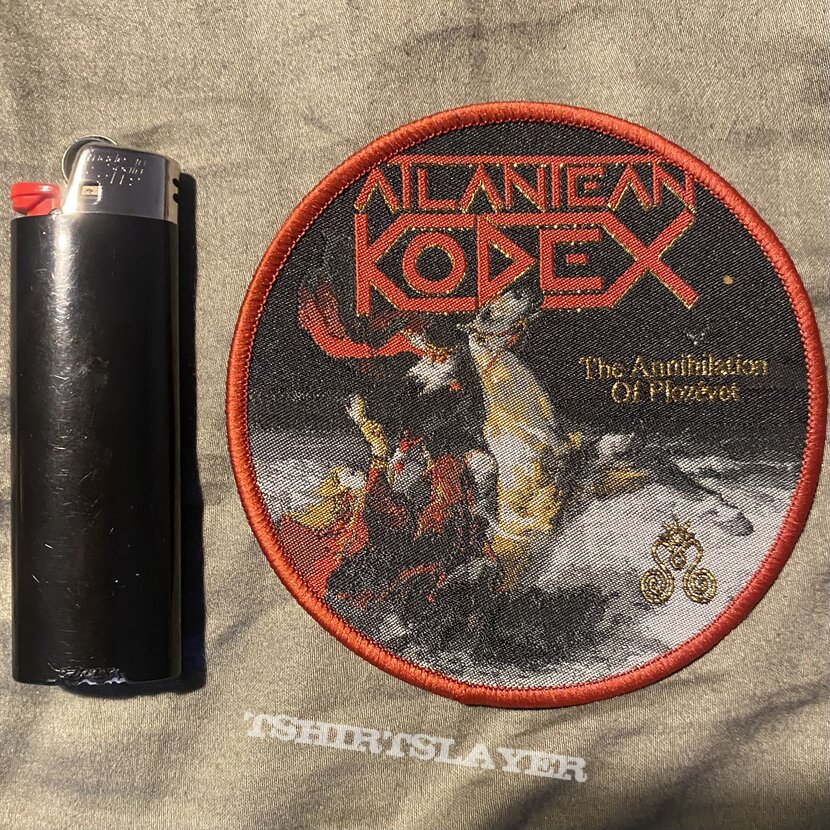 ATLANTEAN
KODEX
The Annihilation
Of Plozévet
TSHIRTSLAYER